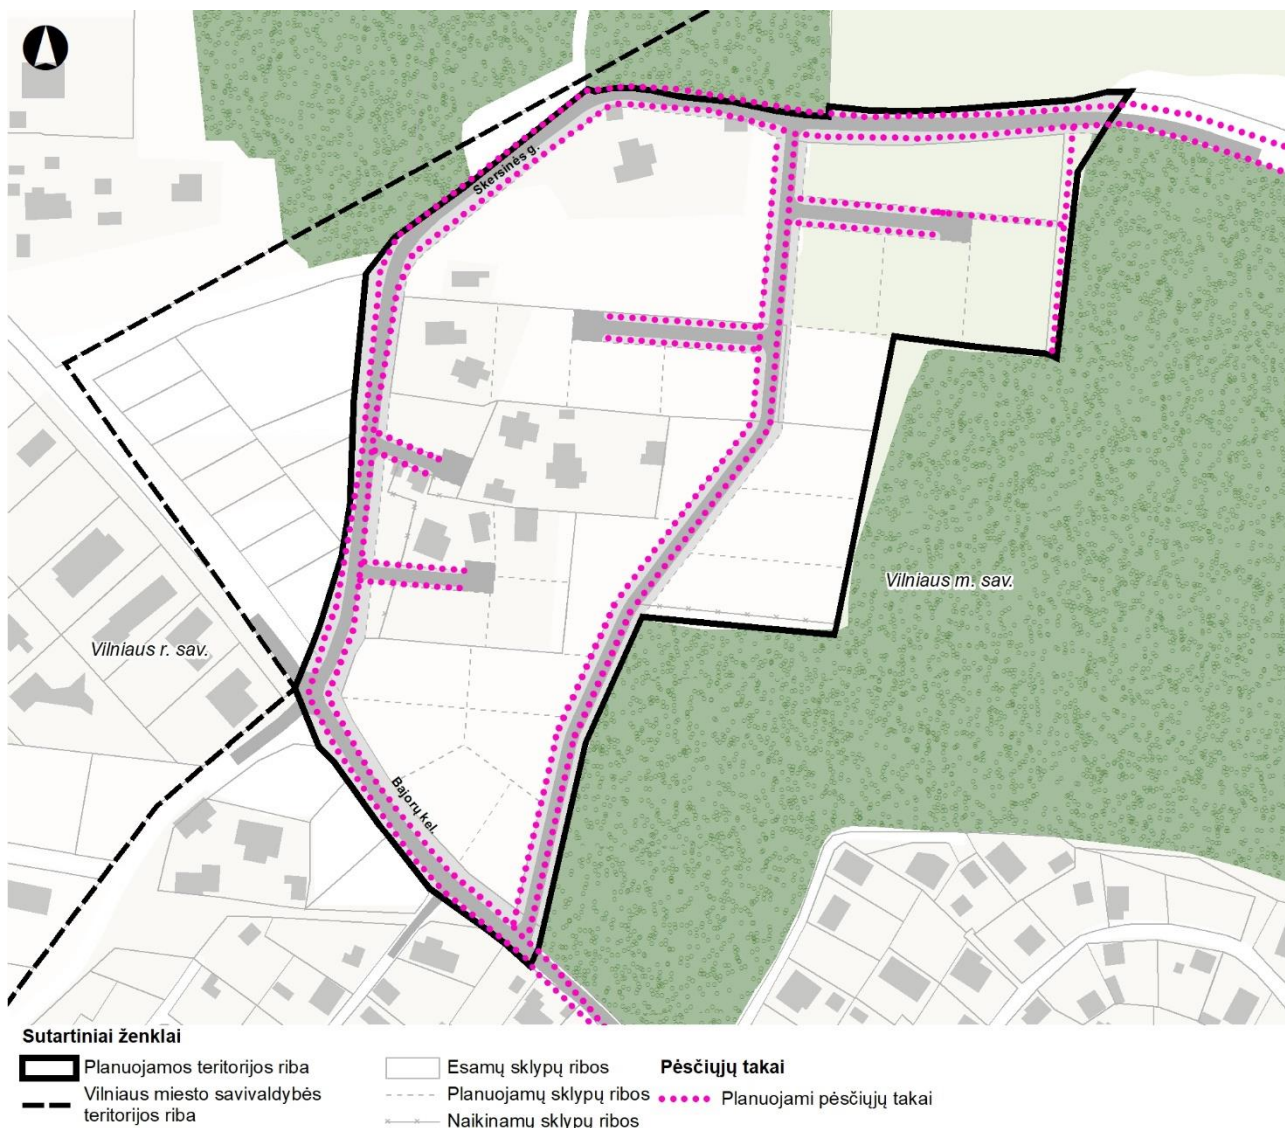 Skersinės g.
Vilniaus m. sav.
Vilniaus r. sav.
Bajorų kel.
Sutartiniai ženklai
Planuojamos teritorijos riba
Vilniaus miesto savivaldybės
teritorijos riba
Esamų sklypų ribos
Planuojamų sklypų ribos
Naikinamų sklypų ribos
Pėsčiųjų takai
Planuojami pėsčiųjų takai